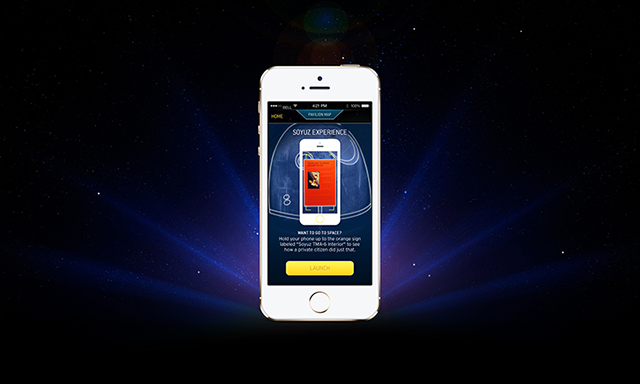 BELL 4:21 PM 100%
HOME
PAVILION MAP
SOYUZ EXPERIENCE
8
WANT TO GO TO SPACE?
Hold your phone up to the orange sign
labeled "Soyuz TMA-6 Interior" to see
how a private citizen did just that.
LAUNCH